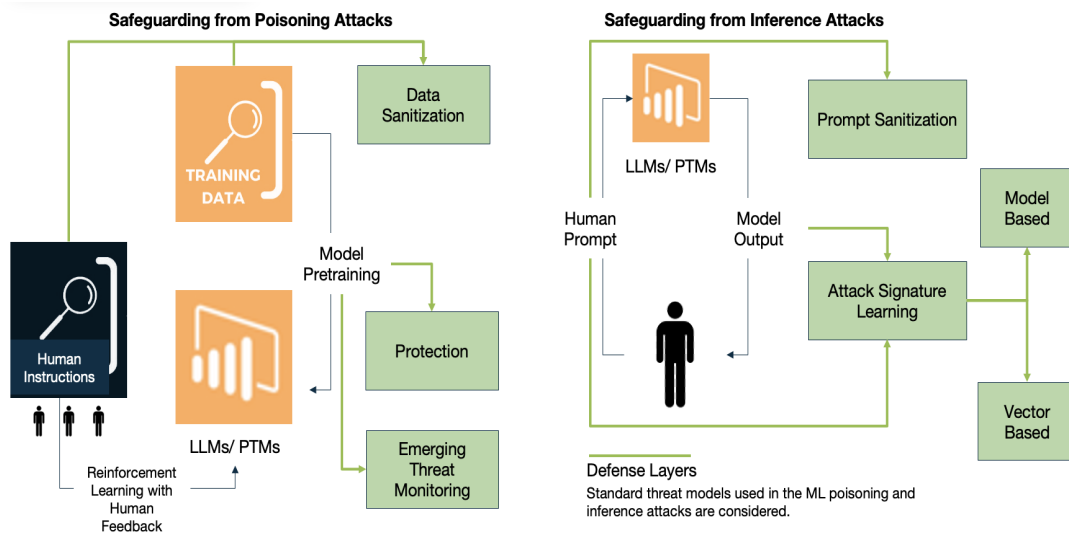 Safeguarding from Poisoning Attacks
TRAINING
DATA
Data
Sanitization
Human
Instructions
Model
Pretraining
Protection
LLMs/ PTMs
Emerging
Threat
Monitoring
Reinforcement
Learning with
Human
Feedback
Safeguarding from Inference Attacks
LLMs/ PTMs
Prompt Sanitization
Human
Prompt
Model
Output
Model
Based
Attack Signature
Learning
Vector
Based
Defense Layers
Standard threat models used in the ML poisoning and
inference attacks are considered.